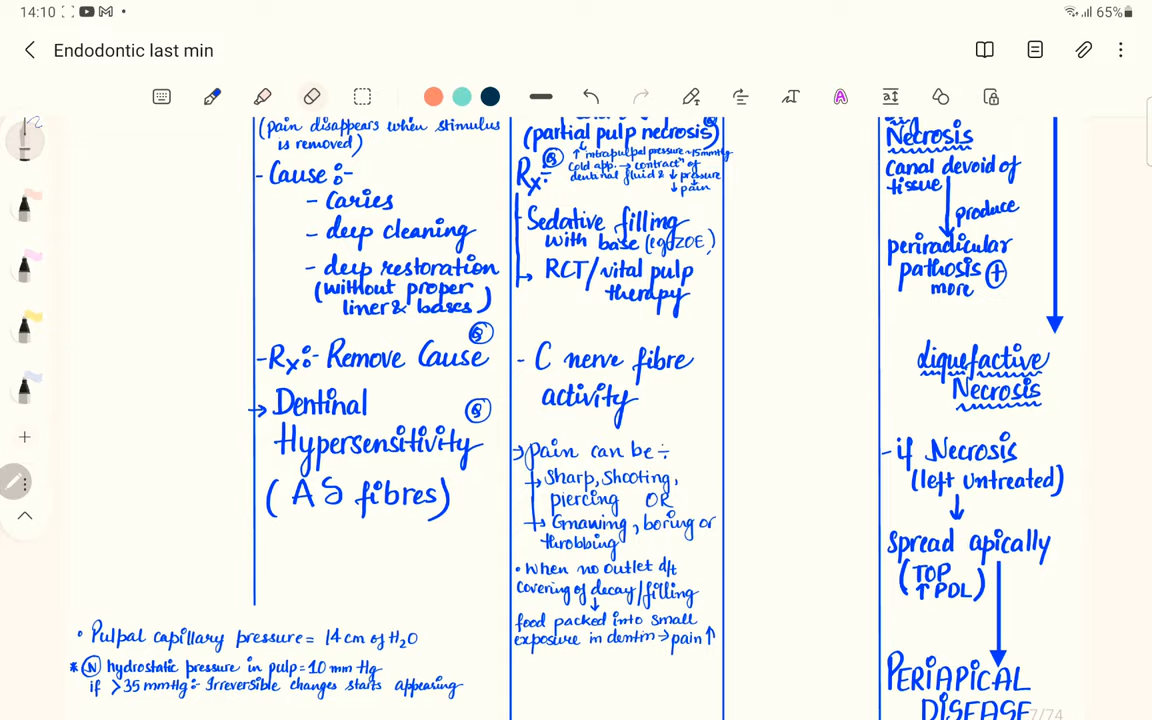 14:10
65%
Endodontic last min
(pain disappears when stimulus
is removed)
- Cause :-
- Caries
- deep cleaning
- deep restoration
(without proper
liner & bases)
- Rx :- Remove Cause
→ Dentinal
Hypersensitivity
(Aδ fibres)
• Pulpal capillary pressure = 14 cm of H₂O
* (N) hydrostatic pressure in pulp = 10 mm Hg
if >35 mmHg :- Irreversible changes starts appearing
(partial pulp necrosis)
↑ intrapulpal pressure ~15mmHg
Rx :-
Cold app. → contractⁿ of
dentinal fluid & ↓ presure
↓ pain
Sedative filling
with base (eg: ZOE)
→ RCT/vital pulp
therapy
- C nerve fibre
activity
→ pain can be ÷
→ Sharp, Shooting,
piercing OR
→ Gnawing, boring or
throbbing
• When no outlet d/t
covering of decay/filling
↓
food packed into small
exposure in dentin → pain ↑
Necrosis
Canal devoid of
tissue
↓ produce
periradicular
pathosis ⊕
more
Liquefactive
Necrosis
- if Necrosis
(left Untreated)
↓
Spread apically
(TOP
↑ PDL)
PERIAPICAL
DISEASE
7/74